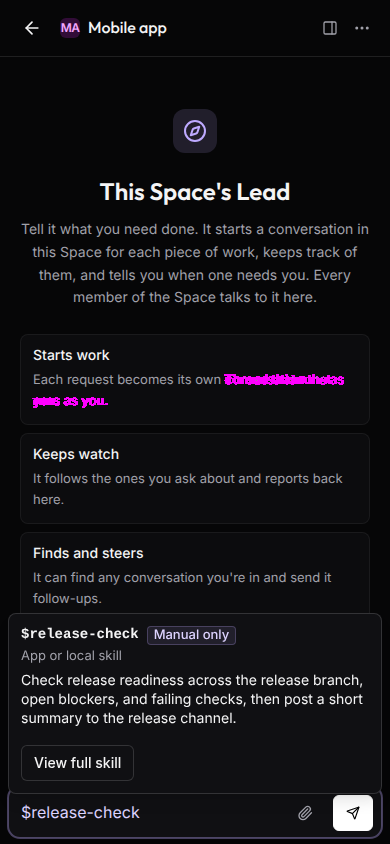 MA Mobile app
This Space's Lead
Tell it what you need done. It starts a conversation in
this Space for each piece of work, keeps track of
them, and tells you when one needs you. Every
member of the Space talks to it here.
Starts work
Each request becomes its own
as you.
Keeps watch
It follows the ones you ask about and reports back
here.
Finds and steers
It can find any conversation you're in and send it
follow-ups.
$release-check Manual only
App or local skill
Check release readiness across the release branch,
open blockers, and failing checks, then post a short
summary to the release channel.
View full skill
$release-check